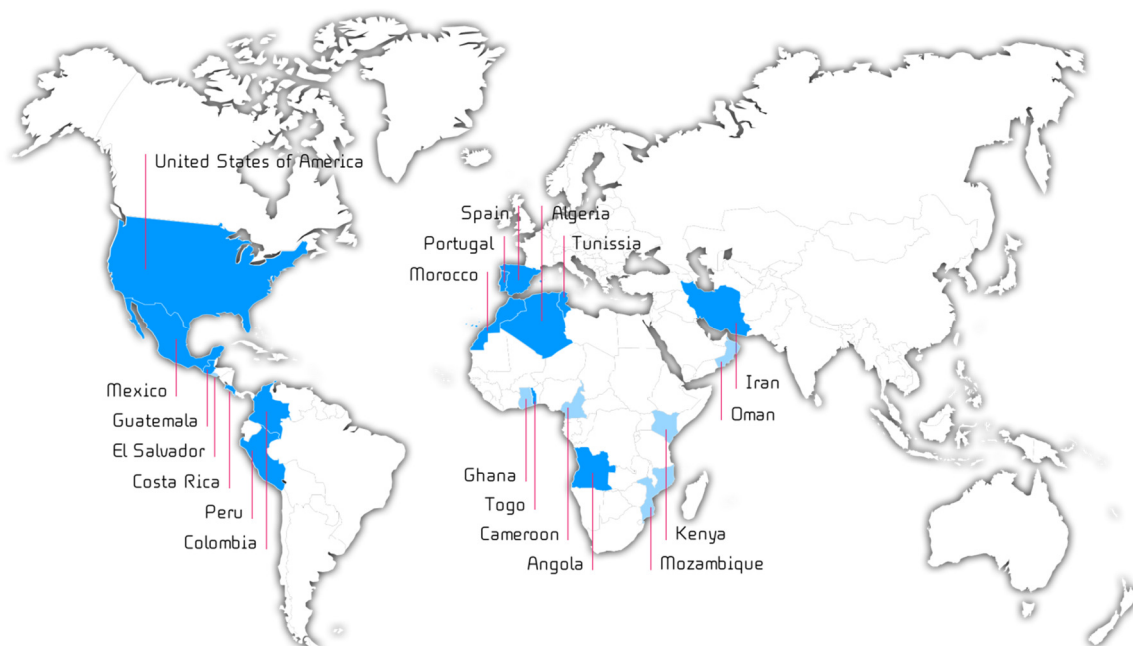 United States of America
Spain
Algeria
Portugal
Tunissia
Morocco
Mexico
Iran
Guatemala
Oman
El Salvador
Costa Rica
Ghana
Togo
Peru
Cameroon
Kenya
Colombia
Angola
Mozambique